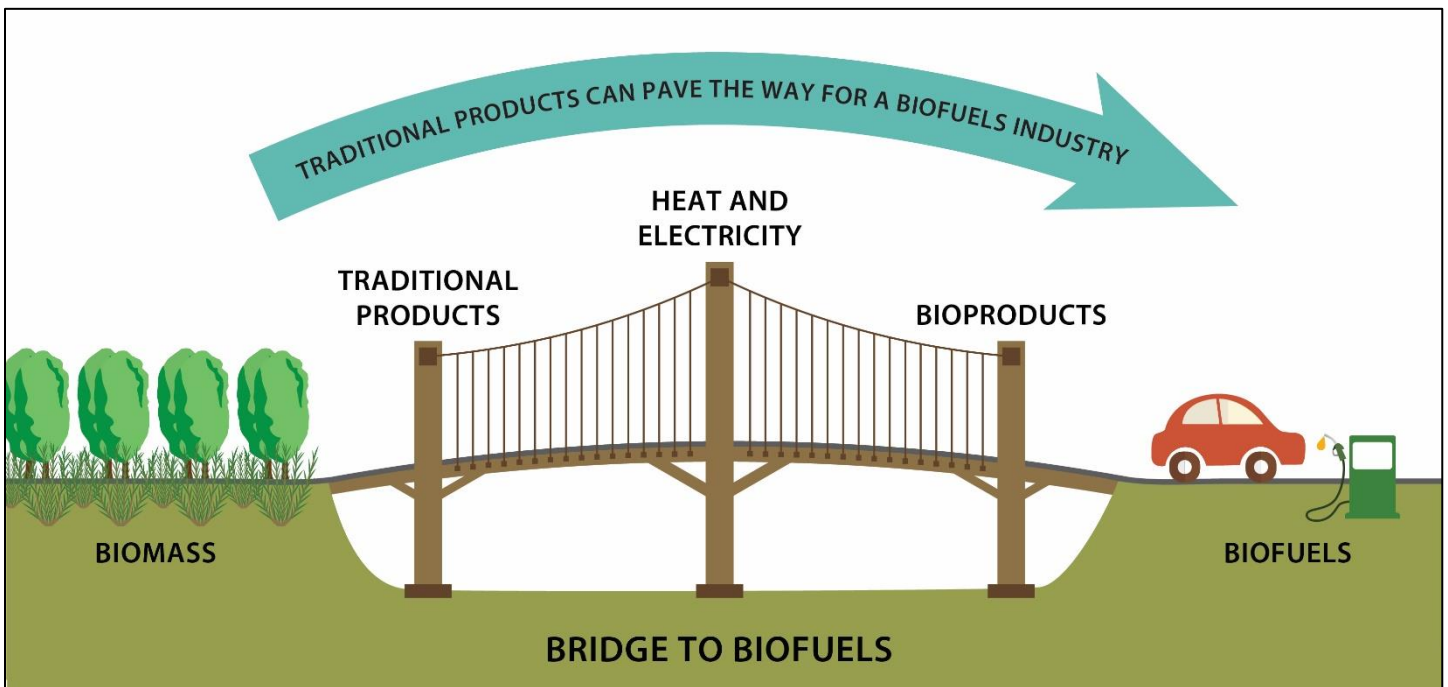 TRADITIONAL PRODUCTS CAN PAVE THE WAY FOR A BIOFUELS INDUSTRY
HEAT AND
ELECTRICITY
TRADITIONAL
PRODUCTS
BIOPRODUCTS
BIOMASS
BIOFUELS
BRIDGE TO BIOFUELS